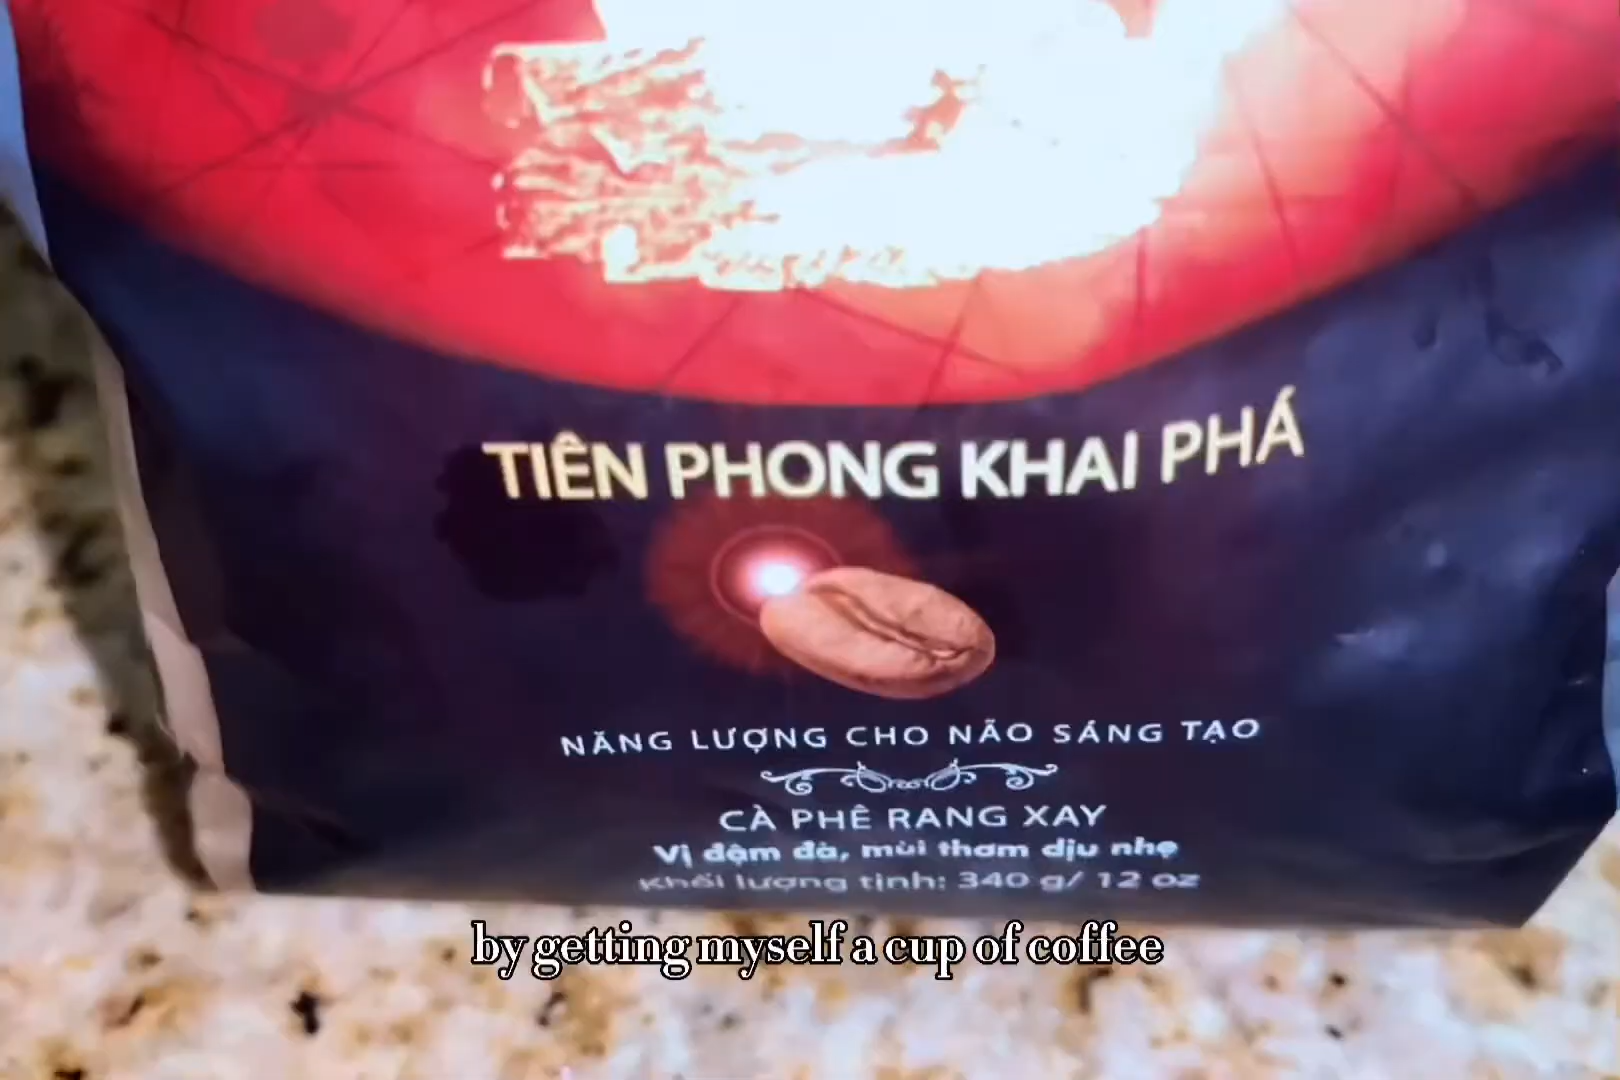 TIÊN PHONG KHAI PHÁ
NĂNG LƯỢNG CHO NÃO SÁNG TẠO
CÀ PHÊ RANG XAY
Vị đậm đà, mùi thơm dịu nhẹ
Khối lượng tịnh: 340 g/ 12 oz
by getting myself a cup of coffee